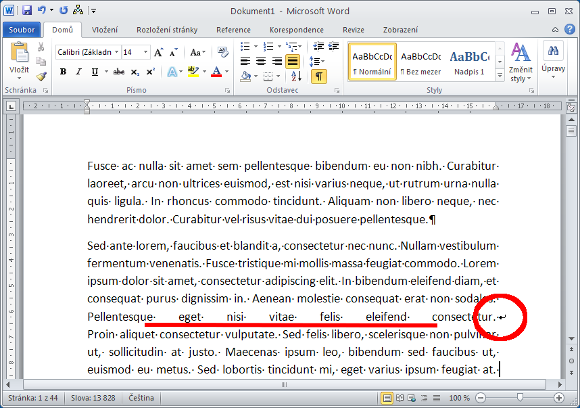 Dokument1 - Microsoft Word
Soubor Domů Vložení Rozložení stránky Reference Korespondence Revize Zobrazení
Calibri (Základn 14
AaBbCcDc AaBbCcDc AaBbC
Vložit B I U abc x₂ x² ¶ Normální ¶ Bez mezer Nadpis 1 Změnit styly Úpravy
Schránka Písmo Odstavec Styly
Fusce ac nulla sit amet sem pellentesque bibendum eu non nibh. Curabitur
laoreet, arcu non ultrices euismod, est nisi varius neque, ut rutrum urna nulla
quis ligula. In rhoncus commodo tincidunt. Aliquam non libero neque, nec
hendrerit dolor. Curabitur vel risus vitae dui posuere pellentesque.¶
Sed ante lorem, faucibus et blandit a, consectetur nec nunc. Nullam vestibulum
fermentum venenatis. Fusce tristique mi mollis massa feugiat commodo. Lorem
ipsum dolor sit amet, consectetur adipiscing elit. In bibendum eleifend diam, et
consequat purus dignissim in. Aenean molestie consequat erat non sodales.
Pellentesque eget nisi vitae felis eleifend consectetur. ↵
Proin aliquet consectetur vulputate. Sed felis libero, scelerisque non pulvinar
ut, sollicitudin at justo. Maecenas ipsum leo, bibendum sed faucibus ut,
euismod eu metus. Sed lobortis tincidunt mi, eget varius ipsum feugiat at.
Stránka: 1 z 44 Slova: 13 828 Čeština 100 %